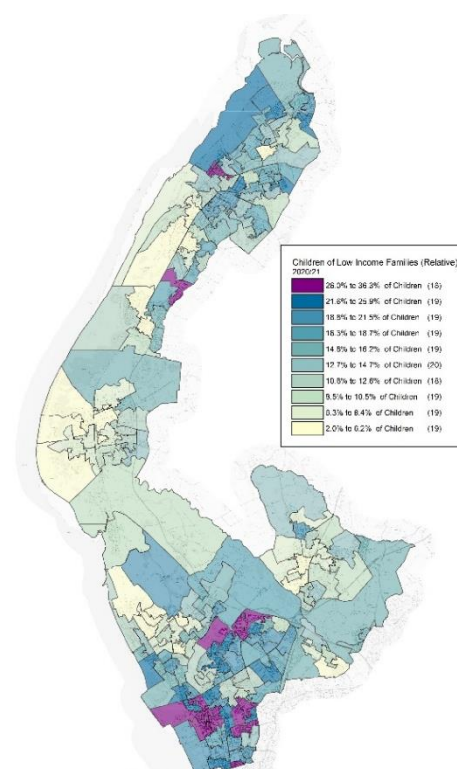 Children of Low Income Families (Relative)
2020/21
26.0% to 36.3% of Children (18)
21.6% to 25.9% of Children (19)
18.8% to 21.5% of Children (19)
16.3% to 18.7% of Children (19)
14.8% to 16.2% of Children (19)
12.7% to 14.7% of Children (20)
10.6% to 12.6% of Children (18)
8.5% to 10.5% of Children (19)
6.3% to 8.4% of Children (19)
2.0% to 6.2% of Children (19)